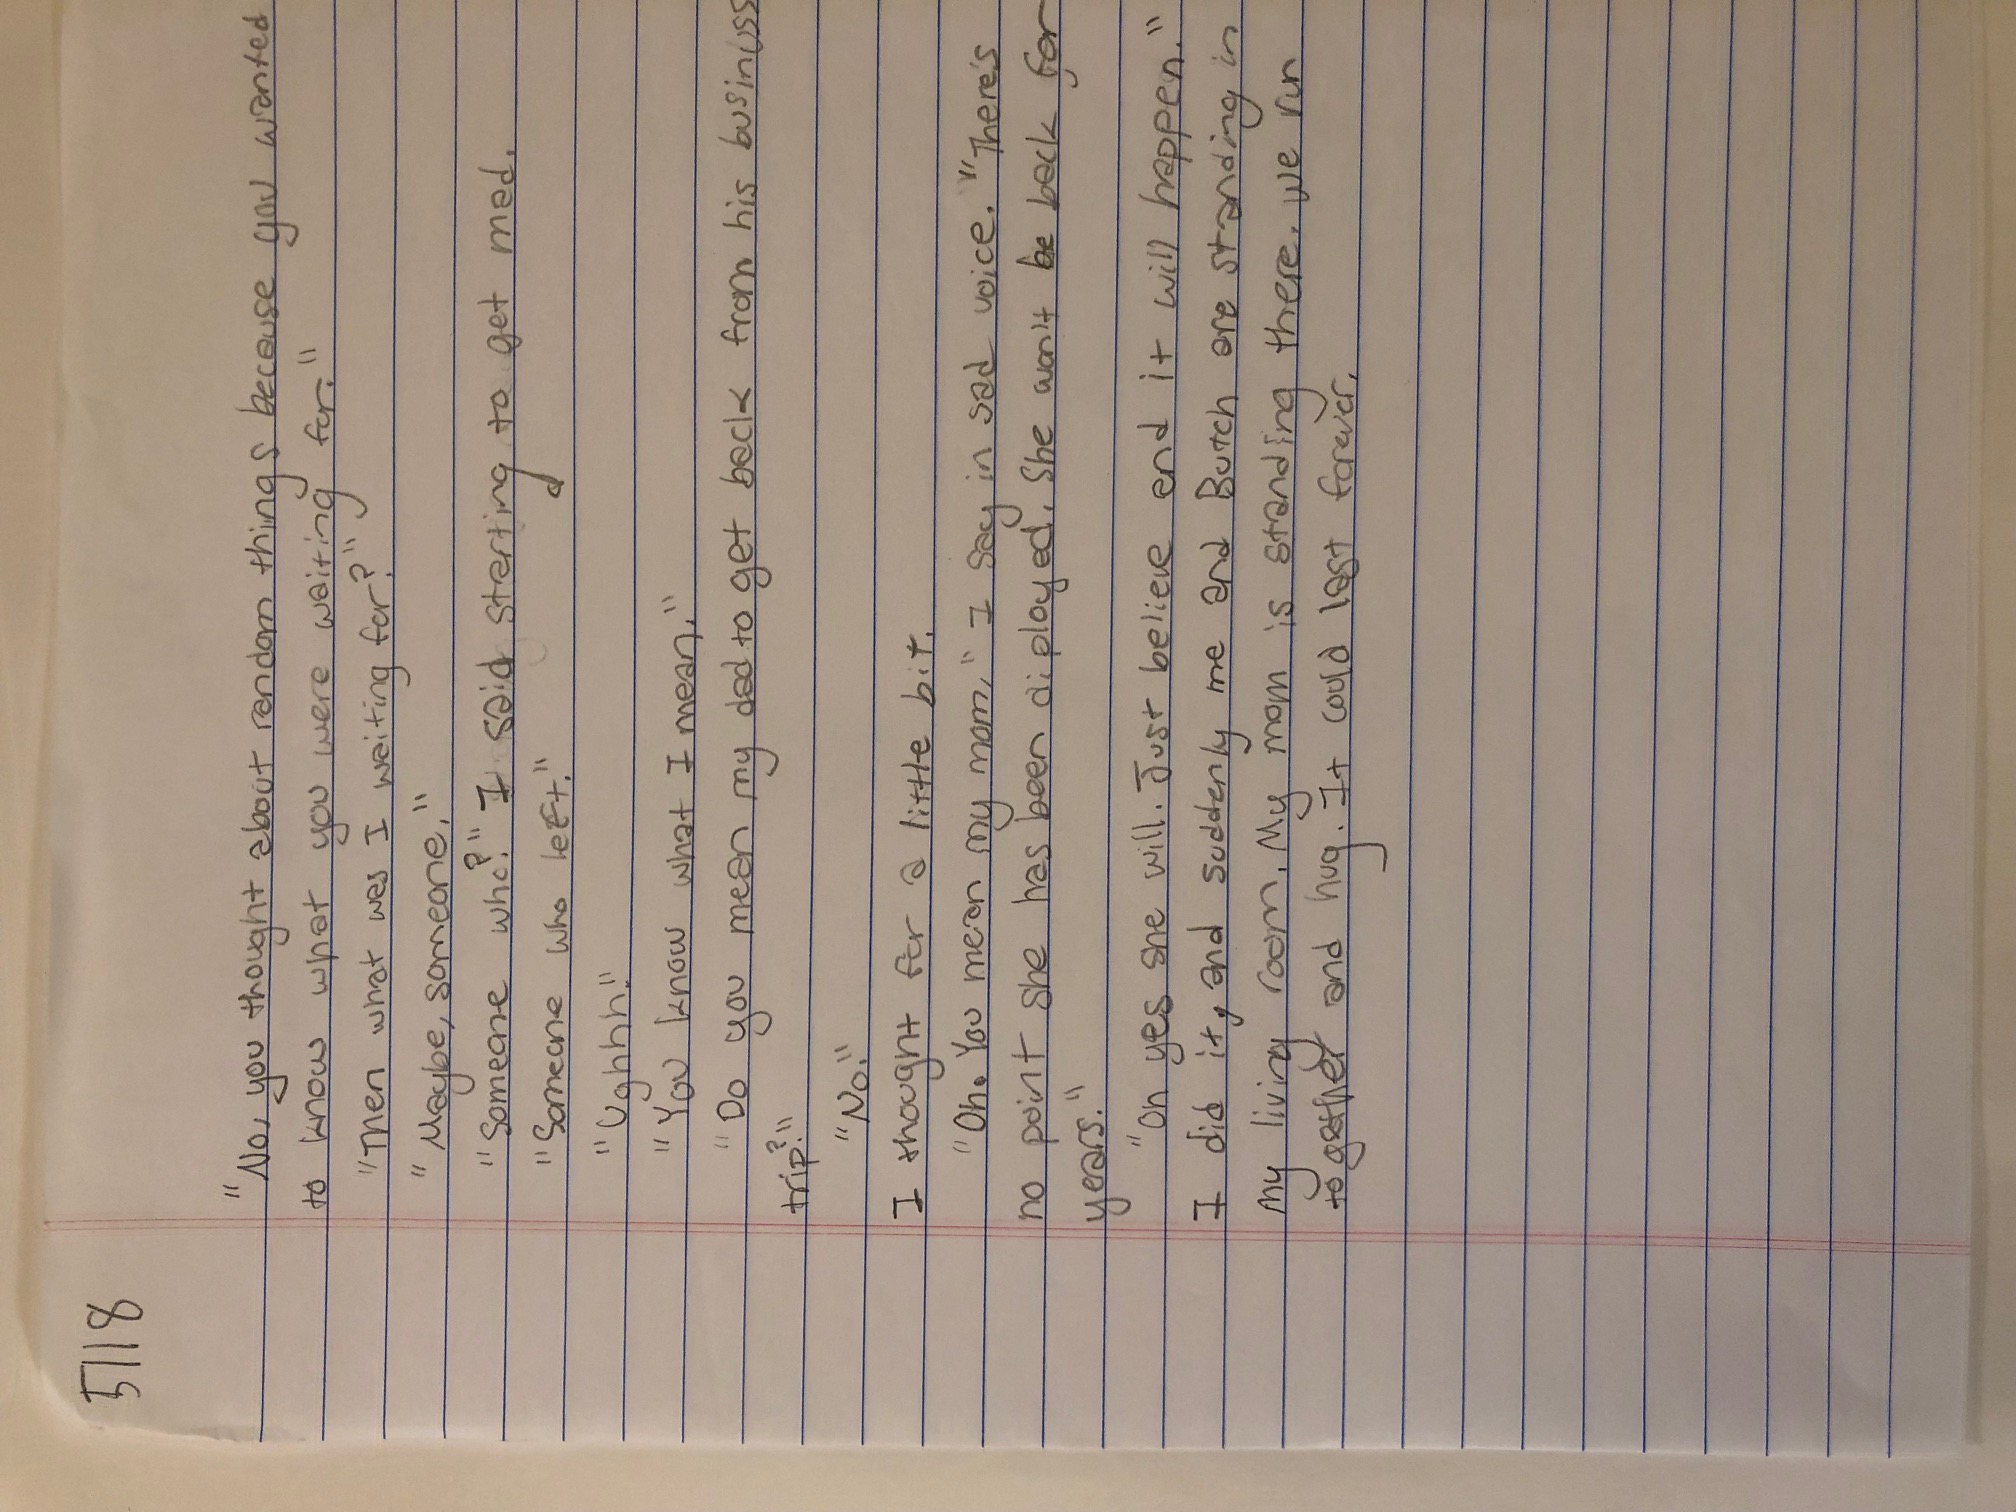 5/18
"No, you thought about random things because you wanted
to know what you were waiting for."
"Then what was I waiting for?"
"Maybe, someone."
"Someone who?" I said starting to get mad.
"Someone who left."
"Ughhh!"
"You know what I mean."
"Do you mean my dad to get back from his businuss
trip?"
"No."
I thought for a little bit.
"Oh. You mean my mom," I say in sad voice. "There's
no point she has been diployed. She won't be back for
years."
"Oh yes she will. Just believe and it will happen."
I did it, and suddenly me and Butch are standing in
my living room. My mom is standing there. we run
together and hug. It could last forever.